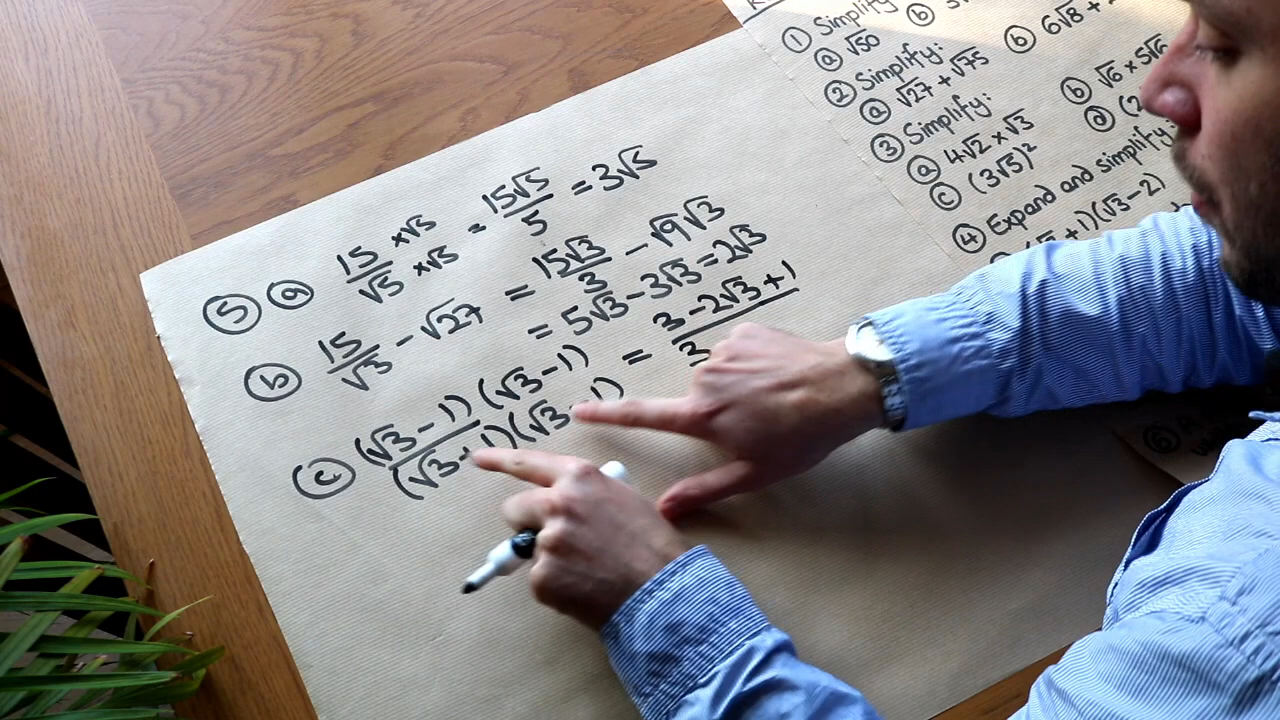 ⑤ ⓐ 15/√5 ×√5/×√5 = 15√5/5 = 3√5
ⓑ 15/√3 - √27 = 15√3/3 - √9√3
= 5√3 - 3√3 = 2√3
ⓒ (√3-1)(√3-1)/(√3+1)(√3-1) = 3-2√3+1/3
① Simplify
ⓐ √50 ⓑ
② Simplify:
ⓐ √27 + √75 ⓑ 6√8 +
③ Simplify:
ⓐ 4√2 × √3 ⓑ √6 × 5√6
ⓒ (3√5)² ⓓ (2
④ Expand and simplify:
+1)(√3-2)
⑥